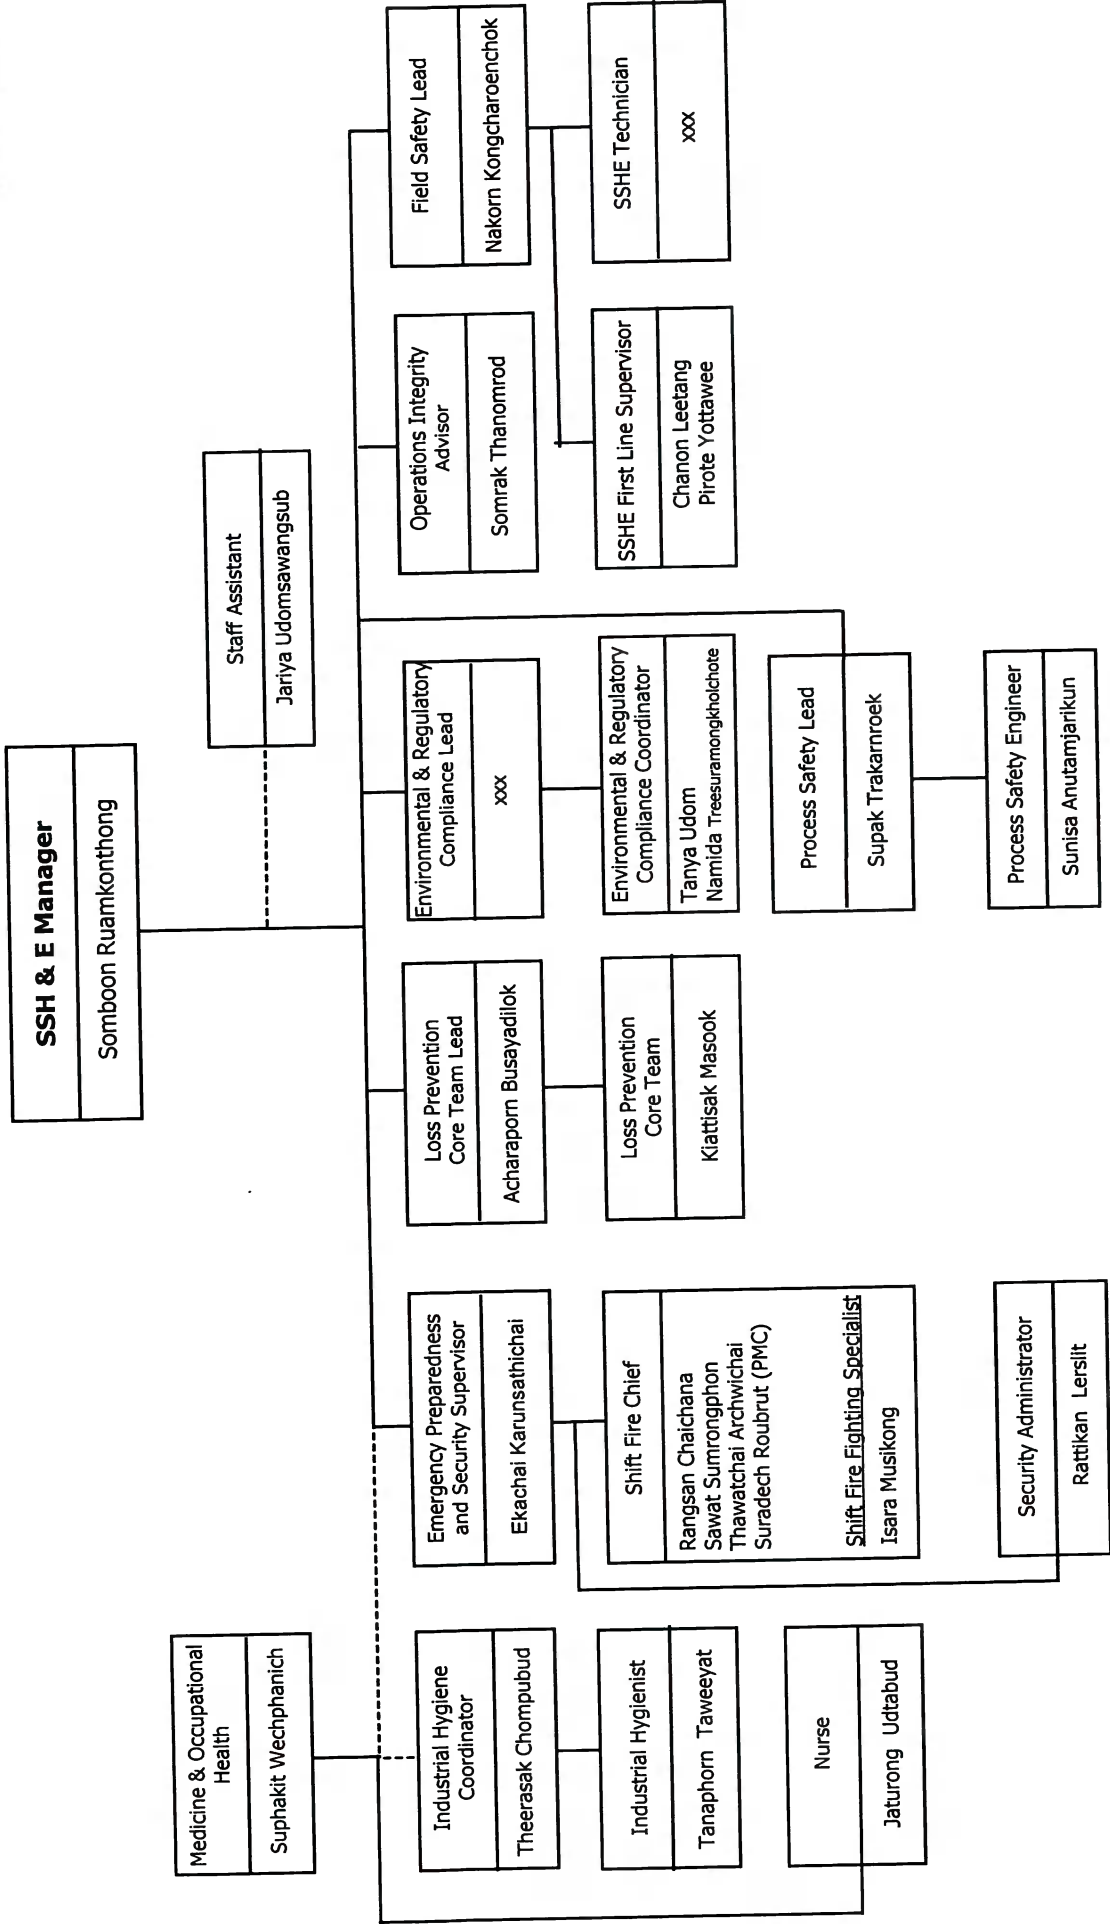 SSH & E Manager
Somboon Ruamkonthong
Staff Assistant
Jariya Udomsawangsub
Medicine & Occupational
Health
Suphakit Wechphanich
Industrial Hygiene
Coordinator
Theerasak Chompubud
Industrial Hygienist
Tanaphorn Taweeyat
Nurse
Jaturong Udtabud
Emergency Preparedness
and Security Supervisor
Ekachai Karunsathichai
Shift Fire Chief
Rangsan Chaichana
Sawat Sumrongphon
Thawatchai Archwichai
Suradech Roubrut (PMC)
Shift Fire Fighting Specialist
Isara Musikong
Security Administrator
Rattikan Lerslit
Loss Prevention
Core Team Lead
Acharaporn Busayadilok
Loss Prevention
Core Team
Kiattisak Masook
Environmental & Regulatory
Compliance Lead
xxx
Environmental & Regulatory
Compliance Coordinator
Tanya Udom
Namida Treesuramongkholchote
Process Safety Lead
Supak Trakarnroek
Process Safety Engineer
Sunisa Anutamjarikun
Operations Integrity
Advisor
Somrak Thanomrod
Field Safety Lead
Nakorn Kongcharoenchok
SSHE First Line Supervisor
Chanon Leetang
Pirote Yottawee
SSHE Technician
xxx